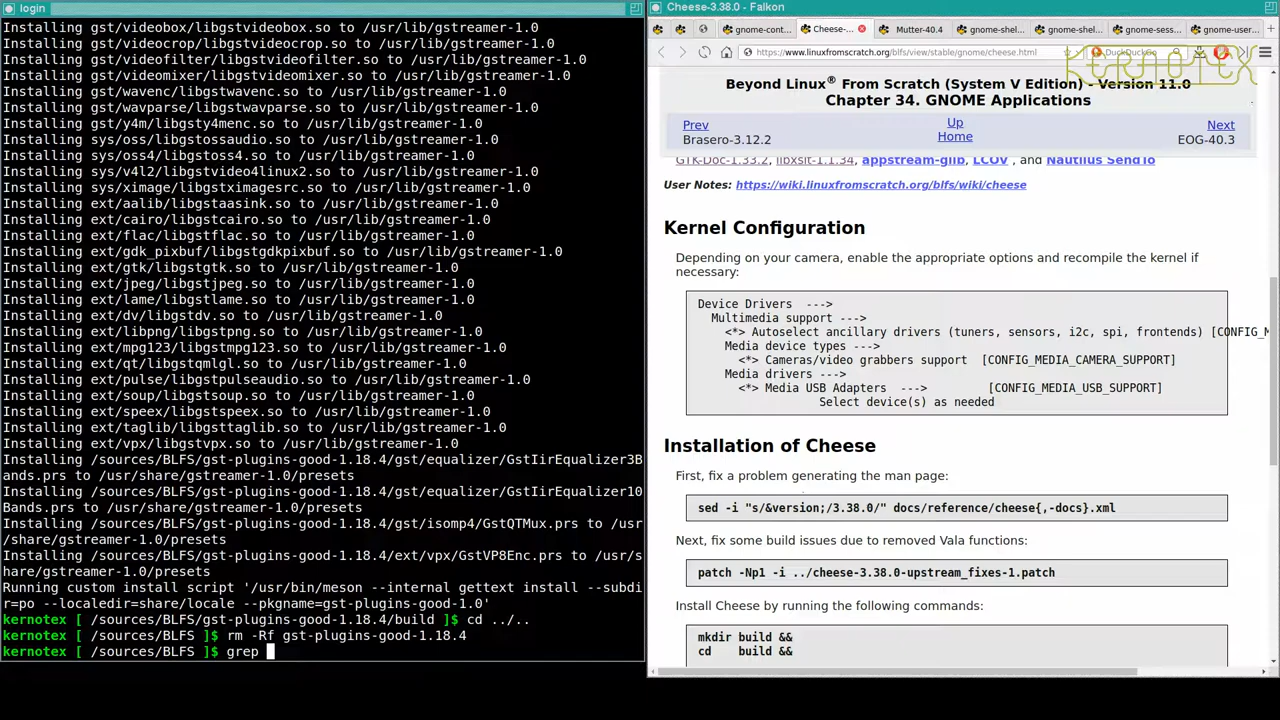 login
Installing gst/videobox/libgstvideobox.so to /usr/lib/gstreamer-1.0
Installing gst/videocrop/libgstvideocrop.so to /usr/lib/gstreamer-1.0
Installing gst/videofilter/libgstvideofilter.so to /usr/lib/gstreamer-1.0
Installing gst/videomixer/libgstvideomixer.so to /usr/lib/gstreamer-1.0
Installing gst/wavenc/libgstwavenc.so to /usr/lib/gstreamer-1.0
Installing gst/wavparse/libgstwavparse.so to /usr/lib/gstreamer-1.0
Installing gst/y4m/libgsty4menc.so to /usr/lib/gstreamer-1.0
Installing sys/oss/libgstossaudio.so to /usr/lib/gstreamer-1.0
Installing sys/oss4/libgstoss4.so to /usr/lib/gstreamer-1.0
Installing sys/v4l2/libgstvideo4linux2.so to /usr/lib/gstreamer-1.0
Installing sys/ximage/libgstximagesrc.so to /usr/lib/gstreamer-1.0
Installing ext/aalib/libgstaasink.so to /usr/lib/gstreamer-1.0
Installing ext/cairo/libgstcairo.so to /usr/lib/gstreamer-1.0
Installing ext/flac/libgstflac.so to /usr/lib/gstreamer-1.0
Installing ext/gdk_pixbuf/libgstgdkpixbuf.so to /usr/lib/gstreamer-1.0
Installing ext/gtk/libgstgtk.so to /usr/lib/gstreamer-1.0
Installing ext/jpeg/libgstjpeg.so to /usr/lib/gstreamer-1.0
Installing ext/lame/libgstlame.so to /usr/lib/gstreamer-1.0
Installing ext/dv/libgstdv.so to /usr/lib/gstreamer-1.0
Installing ext/libpng/libgstpng.so to /usr/lib/gstreamer-1.0
Installing ext/mpg123/libgstmpg123.so to /usr/lib/gstreamer-1.0
Installing ext/qt/libgstqmlgl.so to /usr/lib/gstreamer-1.0
Installing ext/pulse/libgstpulseaudio.so to /usr/lib/gstreamer-1.0
Installing ext/soup/libgstsoup.so to /usr/lib/gstreamer-1.0
Installing ext/speex/libgstspeex.so to /usr/lib/gstreamer-1.0
Installing ext/taglib/libgsttaglib.so to /usr/lib/gstreamer-1.0
Installing ext/vpx/libgstvpx.so to /usr/lib/gstreamer-1.0
Installing /sources/BLFS/gst-plugins-good-1.18.4/gst/equalizer/GstIirEqualizer3B
ands.prs to /usr/share/gstreamer-1.0/presets
Installing /sources/BLFS/gst-plugins-good-1.18.4/gst/equalizer/GstIirEqualizer10
Bands.prs to /usr/share/gstreamer-1.0/presets
Installing /sources/BLFS/gst-plugins-good-1.18.4/gst/isomp4/GstQTMux.prs to /usr
/share/gstreamer-1.0/presets
Installing /sources/BLFS/gst-plugins-good-1.18.4/ext/vpx/GstVP8Enc.prs to /usr/s
hare/gstreamer-1.0/presets
Running custom install script '/usr/bin/meson --internal gettext install --subdi
r=po --localedir=share/locale --pkgname=gst-plugins-good-1.0'
kernotex [ /sources/BLFS/gst-plugins-good-1.18.4/build ]$ cd ../..
kernotex [ /sources/BLFS ]$ rm -Rf gst-plugins-good-1.18.4
kernotex [ /sources/BLFS ]$ grep
Cheese-3.38.0 - Falkon
gnome-cont... Cheese-... Mutter-40.4 gnome-shel... gnome-shel... gnome-sess... gnome-user...
https://www.linuxfromscratch.org/blfs/view/stable/gnome/cheese.html DuckDuckGo
KERNOTEX
Beyond Linux® From Scratch (System V Edition) - Version 11.0
Chapter 34. GNOME Applications
Prev Up Next
Brasero-3.12.2 Home EOG-40.3
GTK-Doc-1.33.2, libxslt-1.1.34, appstream-glib, LCOV , and Nautilus SendTo
User Notes: https://wiki.linuxfromscratch.org/blfs/wiki/cheese
Kernel Configuration
Depending on your camera, enable the appropriate options and recompile the kernel if
necessary:
Device Drivers --->
Multimedia support --->
<*> Autoselect ancillary drivers (tuners, sensors, i2c, spi, frontends) [CONFIG_M
Media device types --->
<*> Cameras/video grabbers support [CONFIG_MEDIA_CAMERA_SUPPORT]
Media drivers --->
<*> Media USB Adapters ---> [CONFIG_MEDIA_USB_SUPPORT]
Select device(s) as needed
Installation of Cheese
First, fix a problem generating the man page:
sed -i "s/&version;/3.38.0/" docs/reference/cheese{,-docs}.xml
Next, fix some build issues due to removed Vala functions:
patch -Np1 -i ../cheese-3.38.0-upstream_fixes-1.patch
Install Cheese by running the following commands:
mkdir build &&
cd build &&